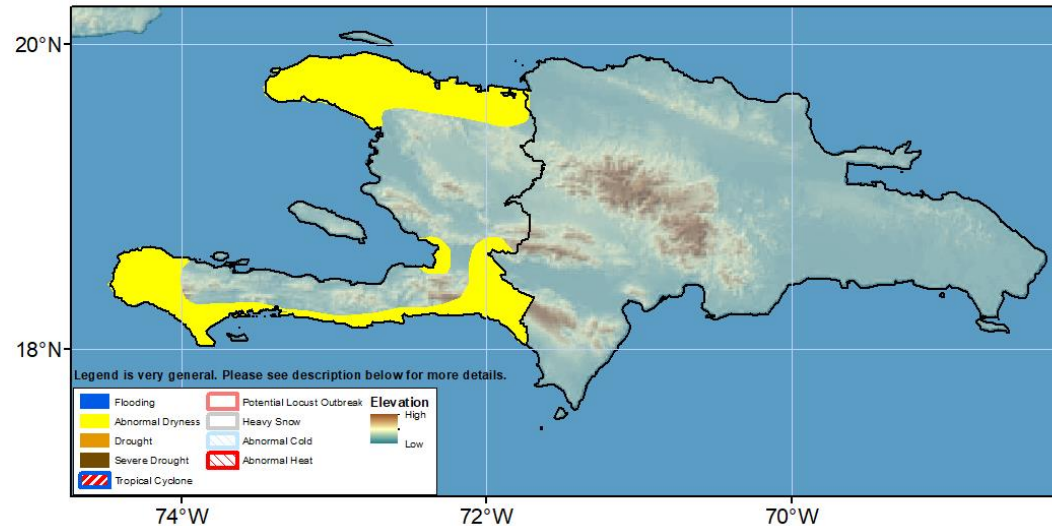 20°N
18°N
Legend is very general. Please see description below for more details.
Flooding
Abnormal Dryness
Drought
Severe Drought
Tropical Cyclone
Potential Locust Outbreak
Heavy Snow
Abnormal Cold
Abnormal Heat
Elevation
High
Low
74°W
72°W
70°W